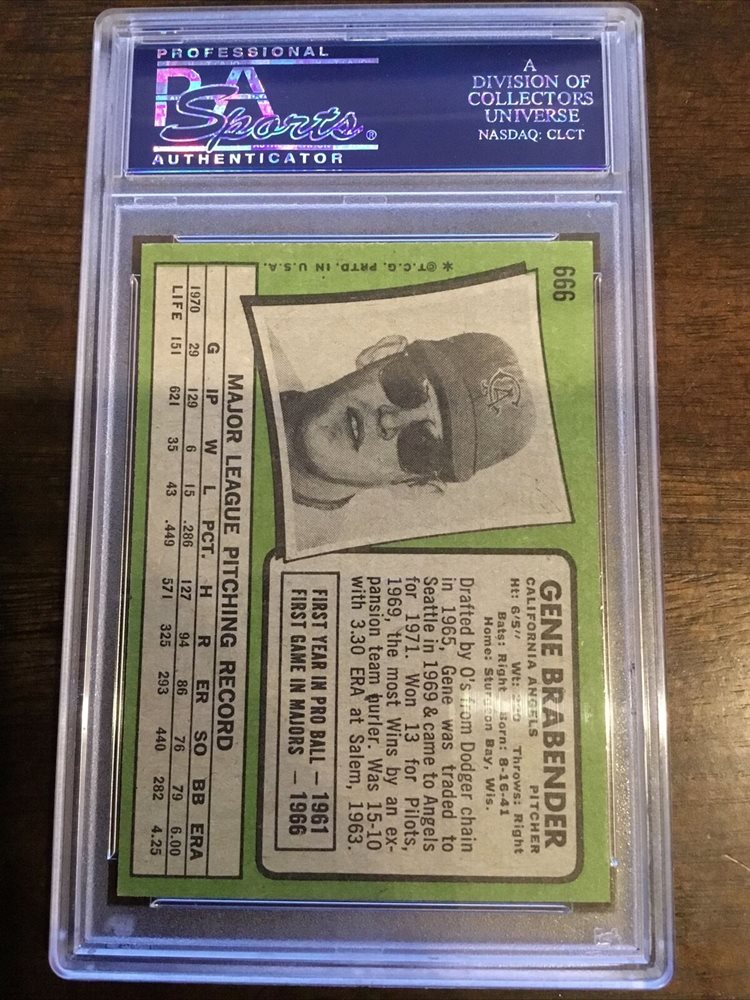 PROFESSIONAL
PSA
Sports®
AUTHENTICATOR
A
DIVISION OF
COLLECTORS
UNIVERSE
NASDAQ: CLCT
666
* © T.C.G. PRTD. IN U.S.A.
GENE BRABENDER
CALIFORNIA ANGELS PITCHER
Ht: 6'5" Wt: Throws: Right
Bats: Right Born: 8-16-41
Home: Sturgeon Bay, Wis.
Drafted by O's from Dodger chain
in 1965, Gene was traded to
Seattle in 1969 & came to Angels
for 1971. Won 13 for Pilots,
1969, the most Wins by an ex-
pansion team hurler. Was 15-10
with 3.30 ERA at Salem, 1963.
FIRST YEAR IN PRO BALL — 1961
FIRST GAME IN MAJORS — 1966
MAJOR LEAGUE PITCHING RECORD
G IP W L PCT. H R ER SO BB ERA
1970 29 129 6 15 .286 127 94 86 76 79 6.00
LIFE 151 621 35 43 .449 571 325 293 440 282 4.25